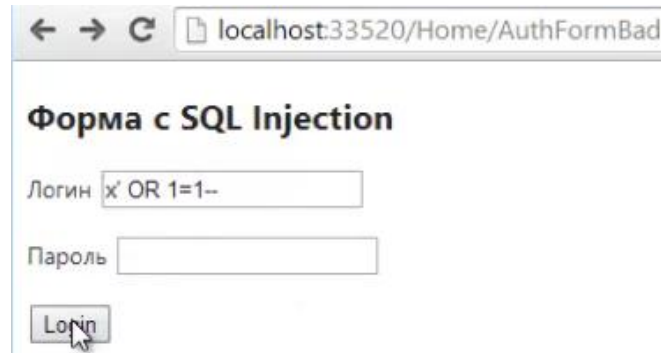 localhost:33520/Home/AuthFormBad
Форма с SQL Injection
Логин x' OR 1=1--
Пароль
Login